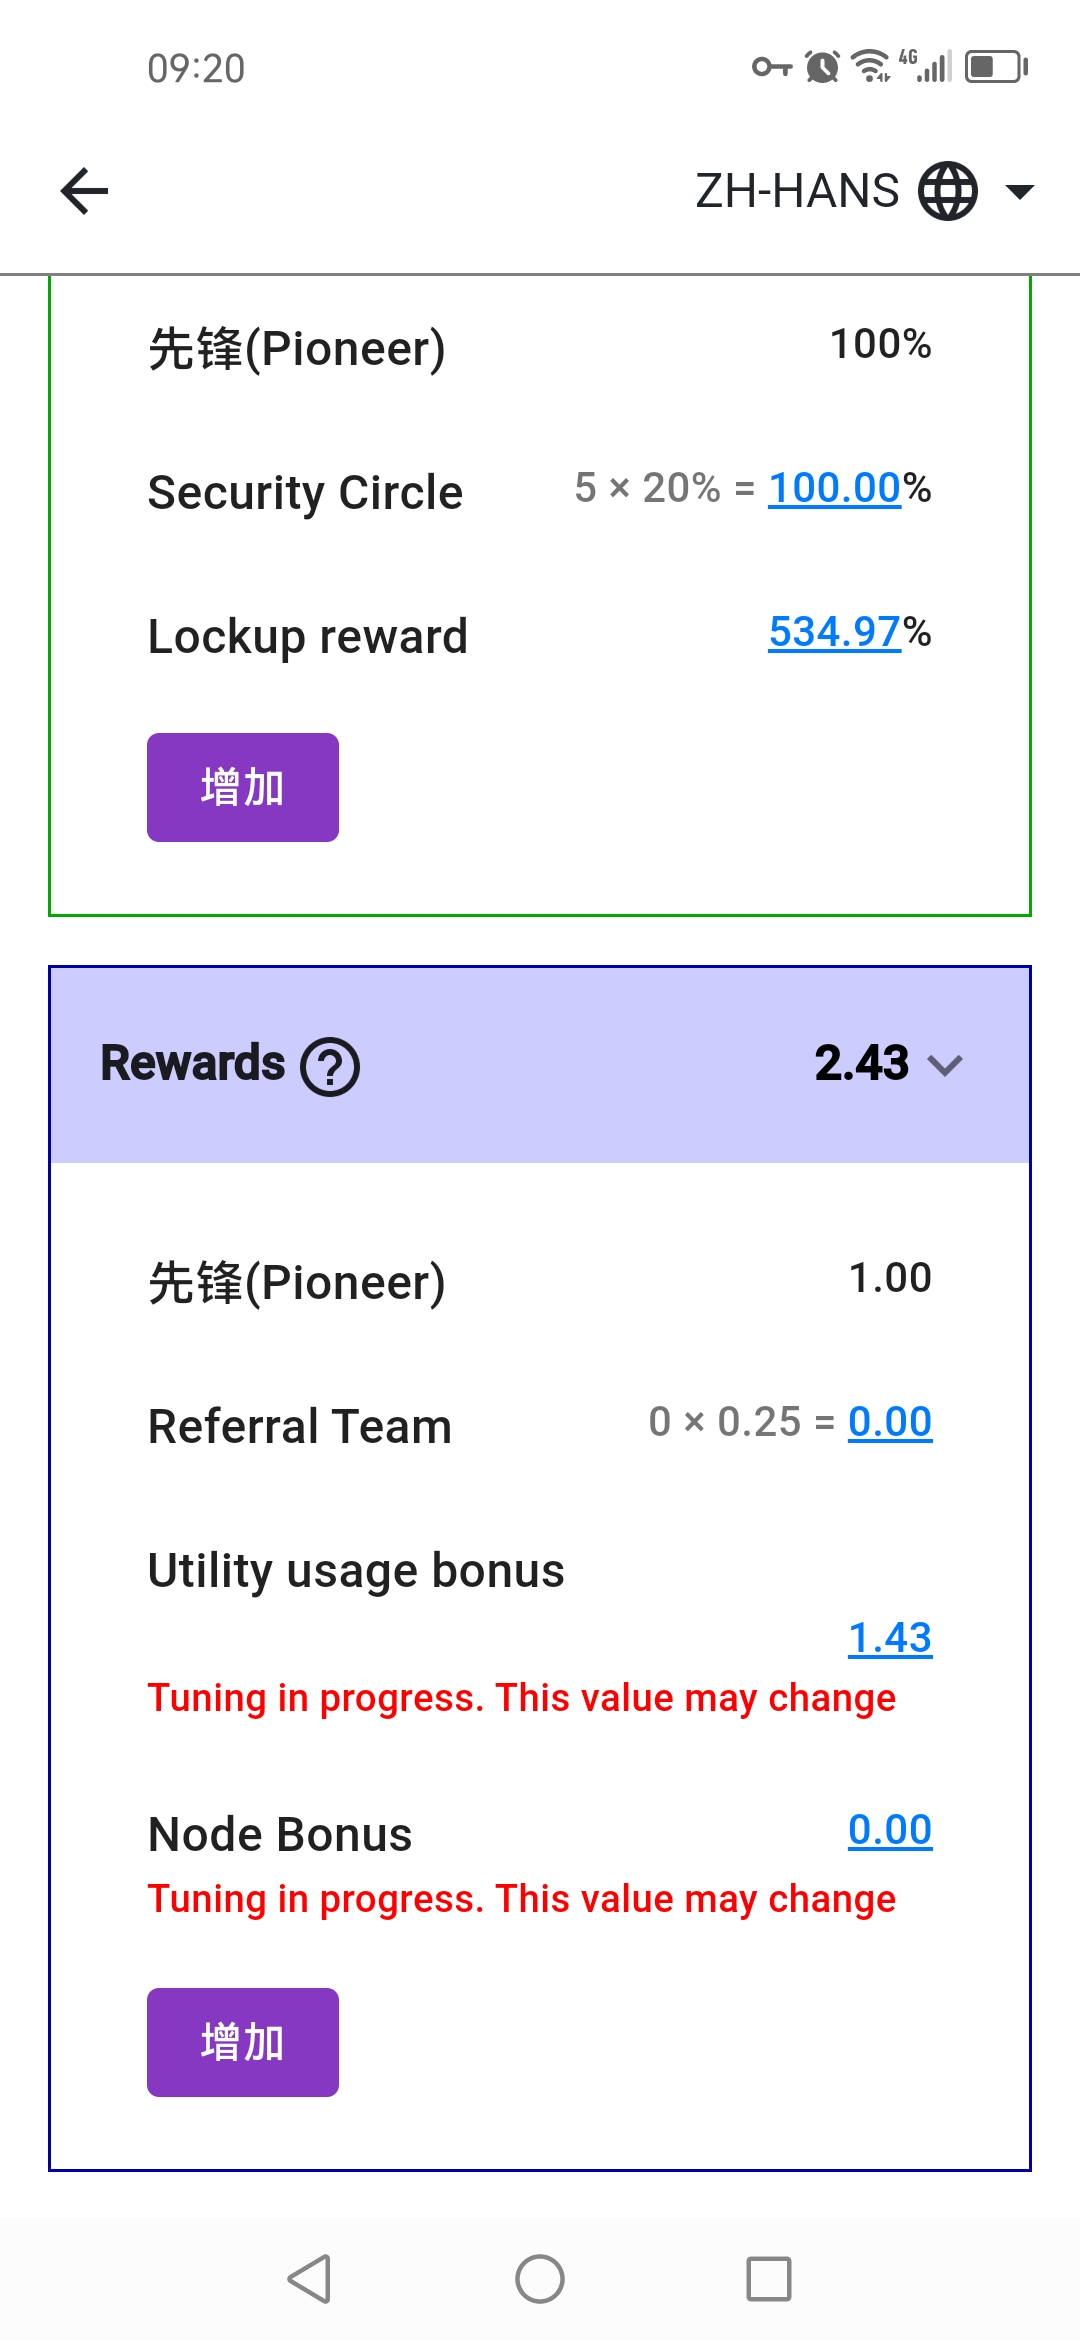 09:20
4G
ZH-HANS
先锋(Pioneer) 100%
Security Circle 5 × 20% = 100.00%
Lockup reward 534.97%
增加
Rewards ? 2.43
先锋(Pioneer) 1.00
Referral Team 0 × 0.25 = 0.00
Utility usage bonus
1.43
Tuning in progress. This value may change
Node Bonus 0.00
Tuning in progress. This value may change
增加